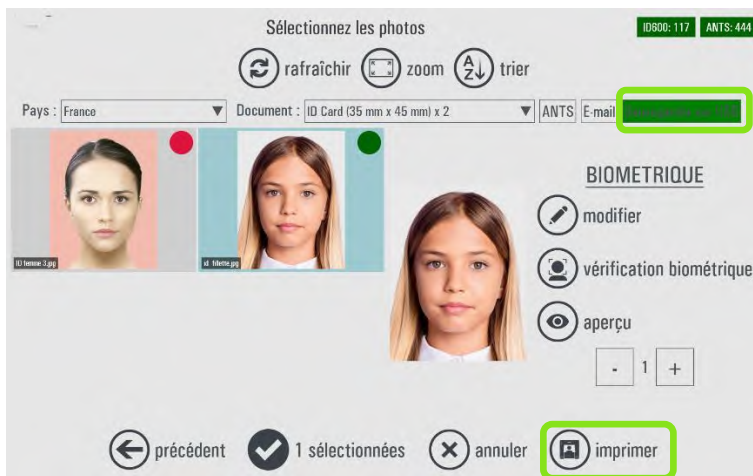 Sélectionnez les photos
ID600: 117 ANTS: 444
rafraîchir zoom A Z trier
Pays : France Document : ID Card (35 mm x 45 mm) x 2 ANTS E-mail
ID femme 3.jpg
id_fillette.jpg
BIOMETRIQUE
modifier
vérification biométrique
aperçu
- 1 +
précédent 1 sélectionnées annuler imprimer